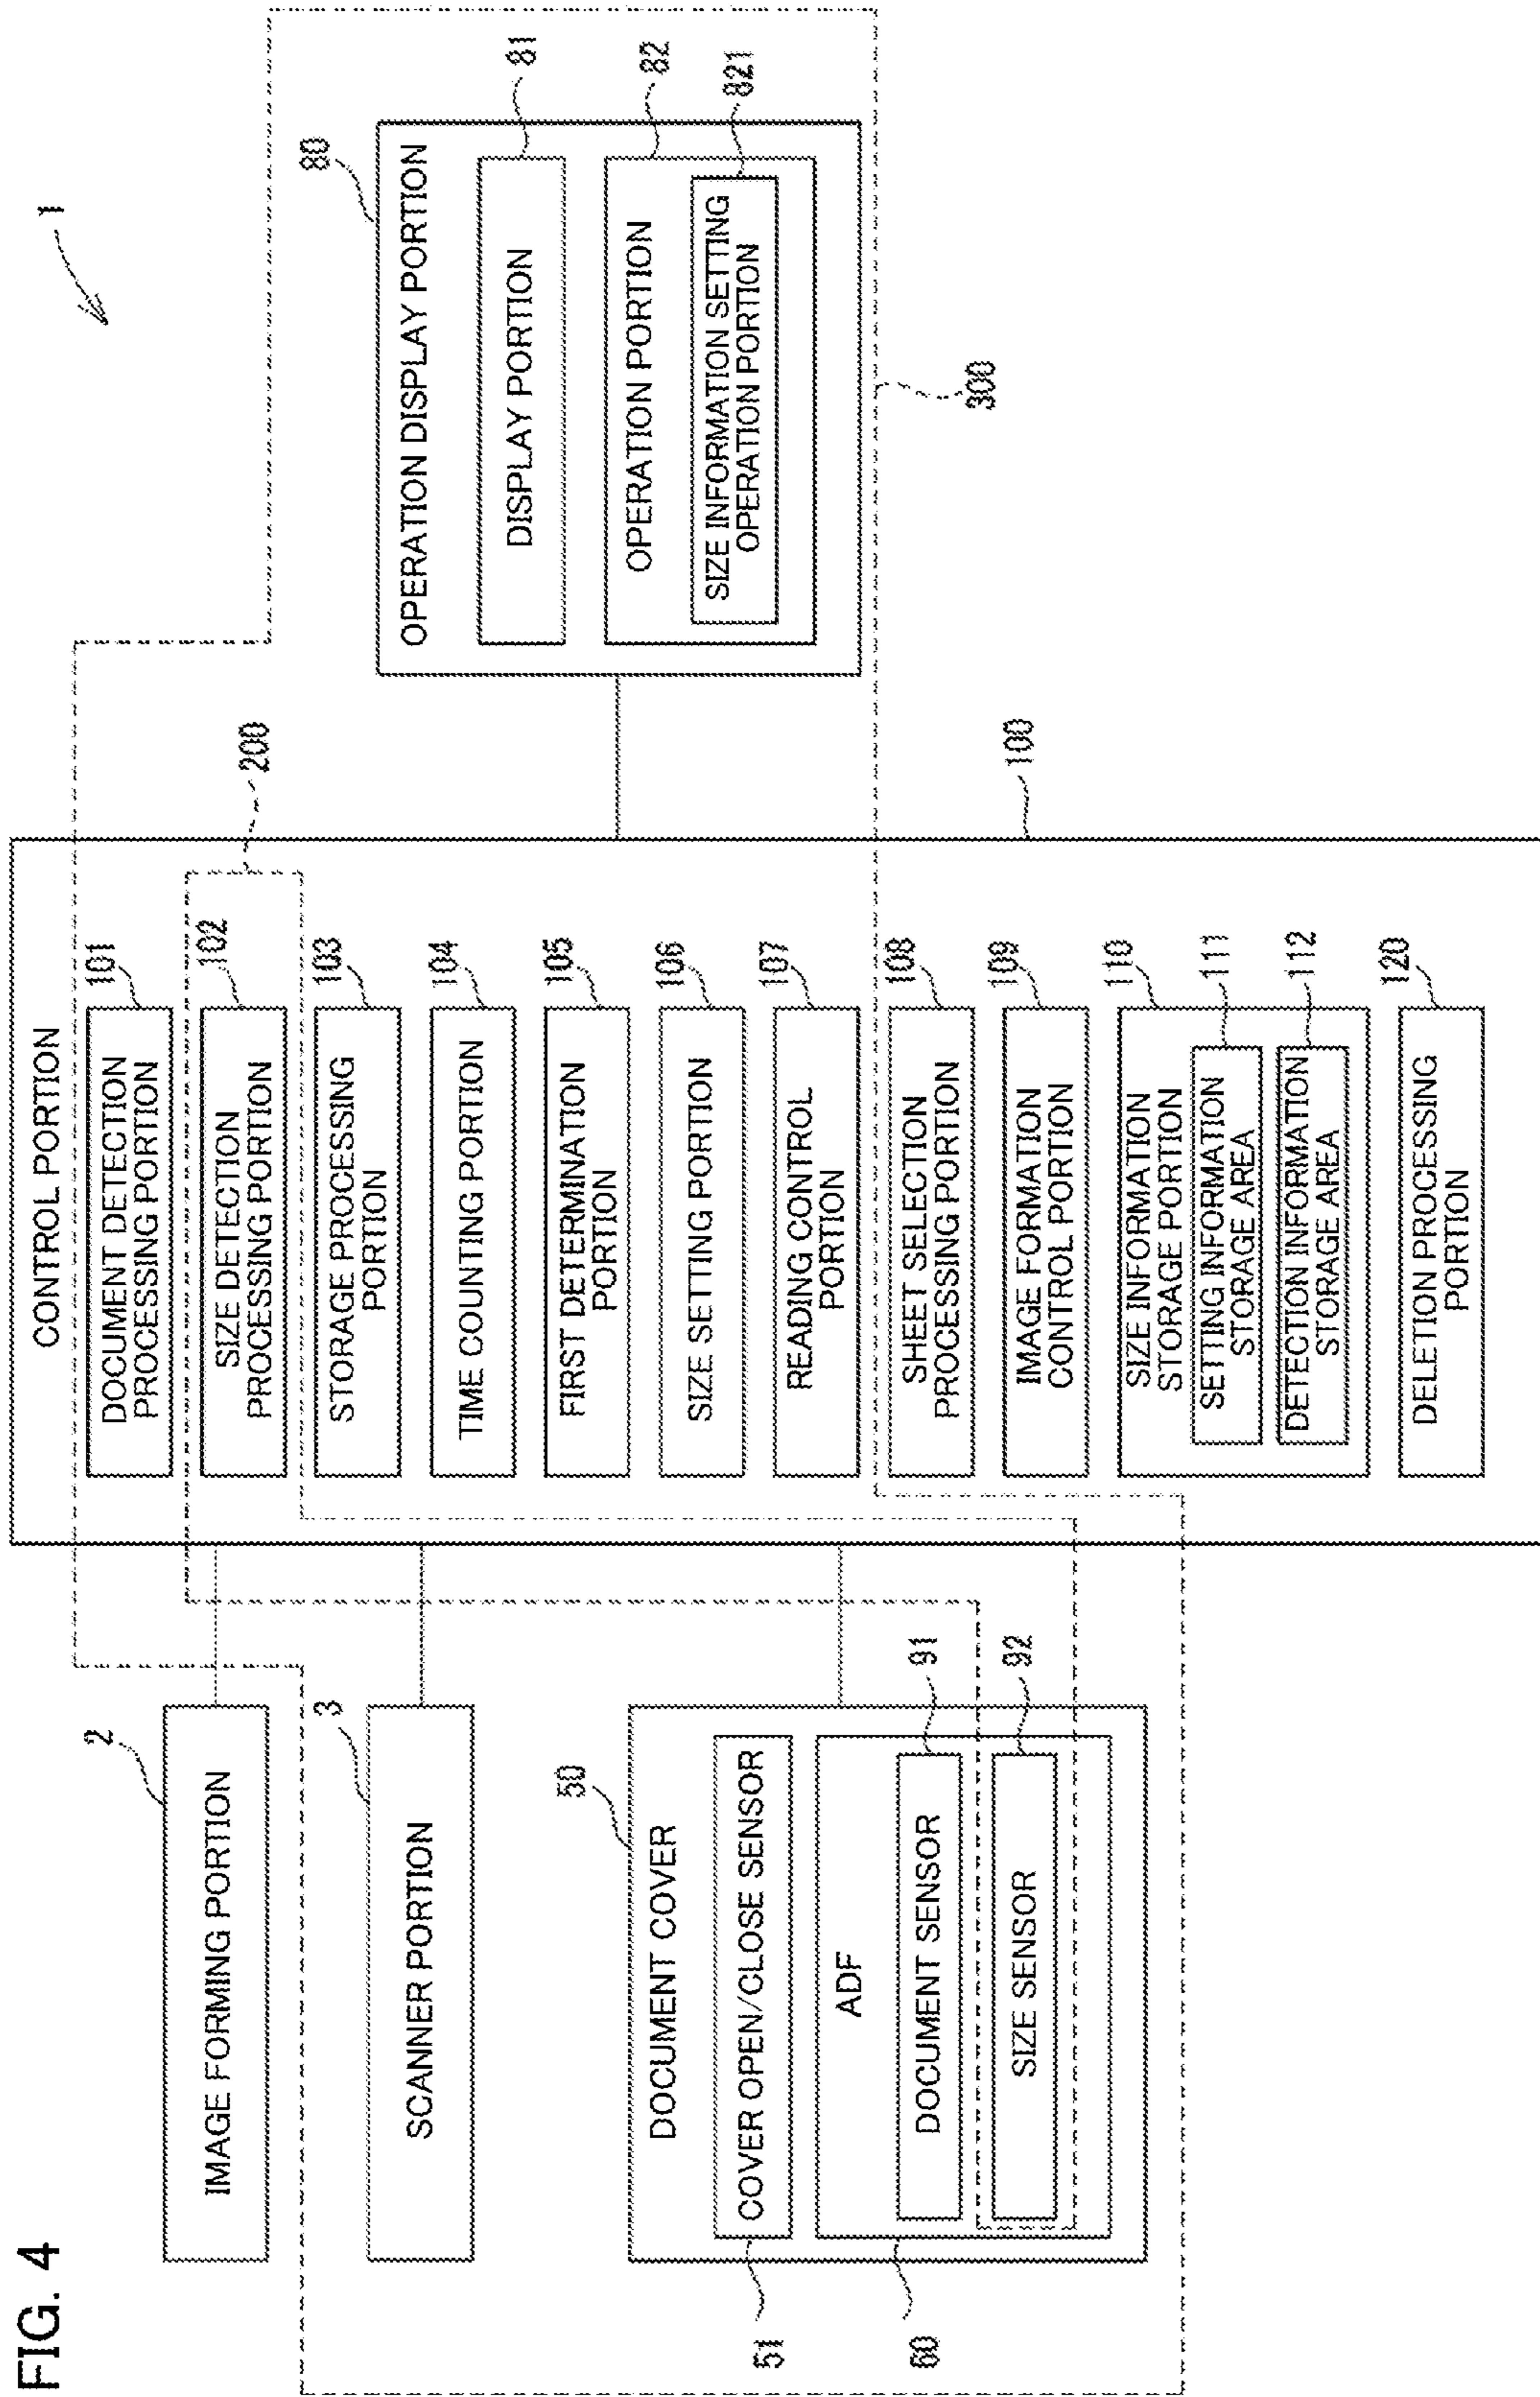 FIG. 4
1
IMAGE FORMING PORTION
2
SCANNER PORTION
3
DOCUMENT COVER
50
COVER OPEN/CLOSE SENSOR
51
ADF
60
DOCUMENT SENSOR
91
SIZE SENSOR
92
CONTROL PORTION
100
DOCUMENT DETECTION
PROCESSING PORTION
101
SIZE DETECTION
PROCESSING PORTION
102
200
STORAGE PROCESSING
PORTION
103
TIME COUNTING PORTION
104
FIRST DETERMINATION
PORTION
105
SIZE SETTING PORTION
106
READING CONTROL
PORTION
107
SHEET SELECTION
PROCESSING PORTION
108
IMAGE FORMATION
CONTROL PORTION
109
SIZE INFORMATION
STORAGE PORTION
110
SETTING INFORMATION
STORAGE AREA
111
DETECTION INFORMATION
STORAGE AREA
112
DELETION PROCESSING
PORTION
120
OPERATION DISPLAY PORTION
80
DISPLAY PORTION
81
OPERATION PORTION
82
SIZE INFORMATION SETTING
OPERATION PORTION
821
300